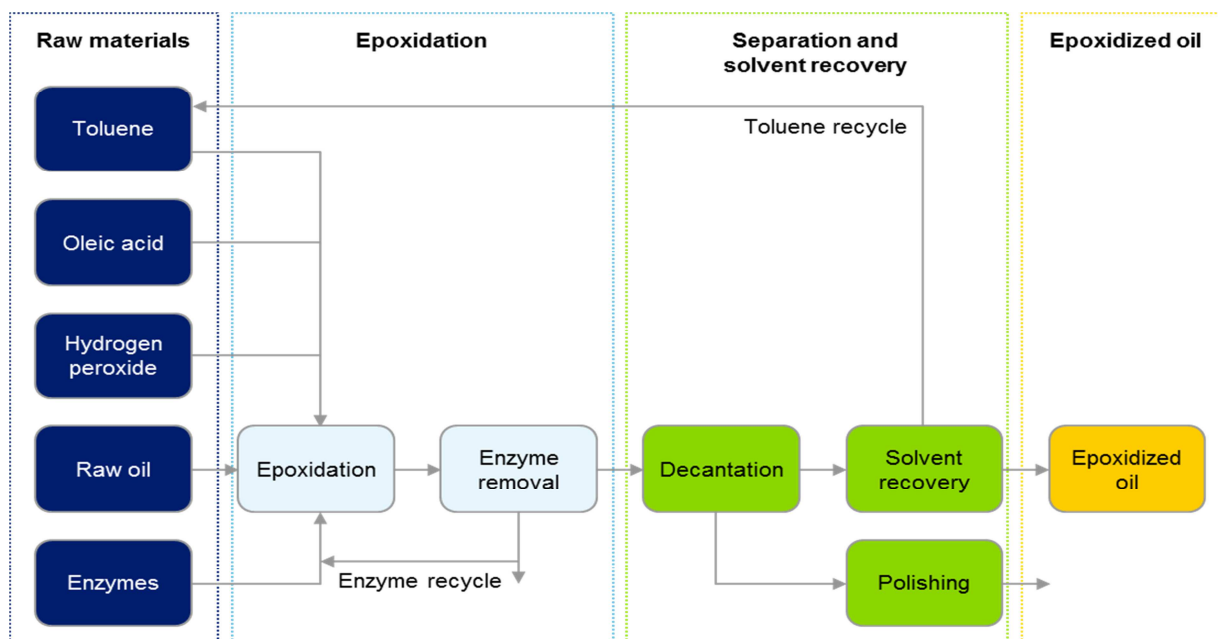 Raw materials
Epoxidation
Separation and
solvent recovery
Epoxidized oil
Toluene
Toluene recycle
Oleic acid
Hydrogen
peroxide
Raw oil
Epoxidation
Enzyme
removal
Decantation
Solvent
recovery
Epoxidized
oil
Enzymes
Enzyme recycle
Polishing